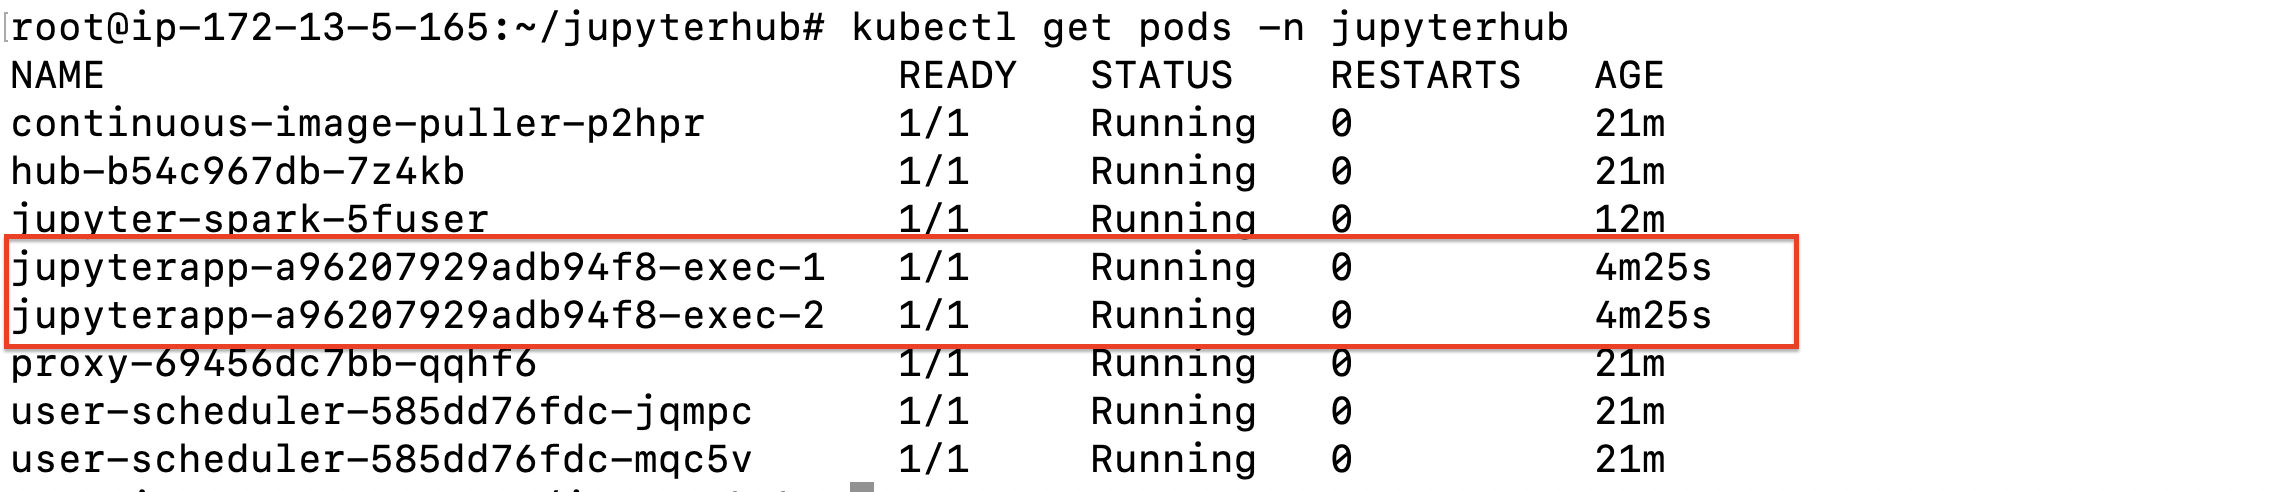 root@ip-172-13-5-165:~/jupyterhub# kubectl get pods -n jupyterhub
NAME READY STATUS RESTARTS AGE
continuous-image-puller-p2hpr 1/1 Running 0 21m
hub-b54c967db-7z4kb 1/1 Running 0 21m
jupyter-spark-5fuser 1/1 Running 0 12m
jupyterapp-a96207929adb94f8-exec-1 1/1 Running 0 4m25s
jupyterapp-a96207929adb94f8-exec-2 1/1 Running 0 4m25s
proxy-69456dc7bb-qqhf6 1/1 Running 0 21m
user-scheduler-585dd76fdc-jqmpc 1/1 Running 0 21m
user-scheduler-585dd76fdc-mqc5v 1/1 Running 0 21m